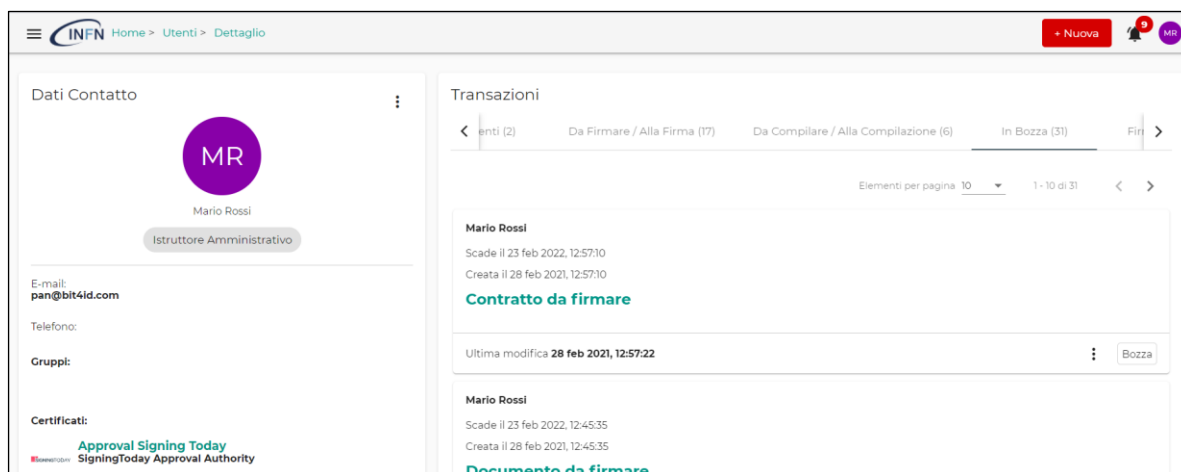 INFN Home > Utenti > Dettaglio
+ Nuova
9
MR
Dati Contatto
MR
Mario Rossi
Istruttore Amministrativo
E-mail:
pan@bit4id.com
Telefono:
Gruppi:
Certificati:
Approval Signing Today
SigningToday Approval Authority
Transazioni
enti (2) Da Firmare / Alla Firma (17) Da Compilare / Alla Compilazione (6) In Bozza (31) Fir
Elementi per pagina 10 1 - 10 di 31
Mario Rossi
Scade il 23 feb 2022, 12:57:10
Creata il 28 feb 2021, 12:57:10
Contratto da firmare
Ultima modifica 28 feb 2021, 12:57:22 Bozza
Mario Rossi
Scade il 23 feb 2022, 12:45:35
Creata il 28 feb 2021, 12:45:35
Documento da firmare